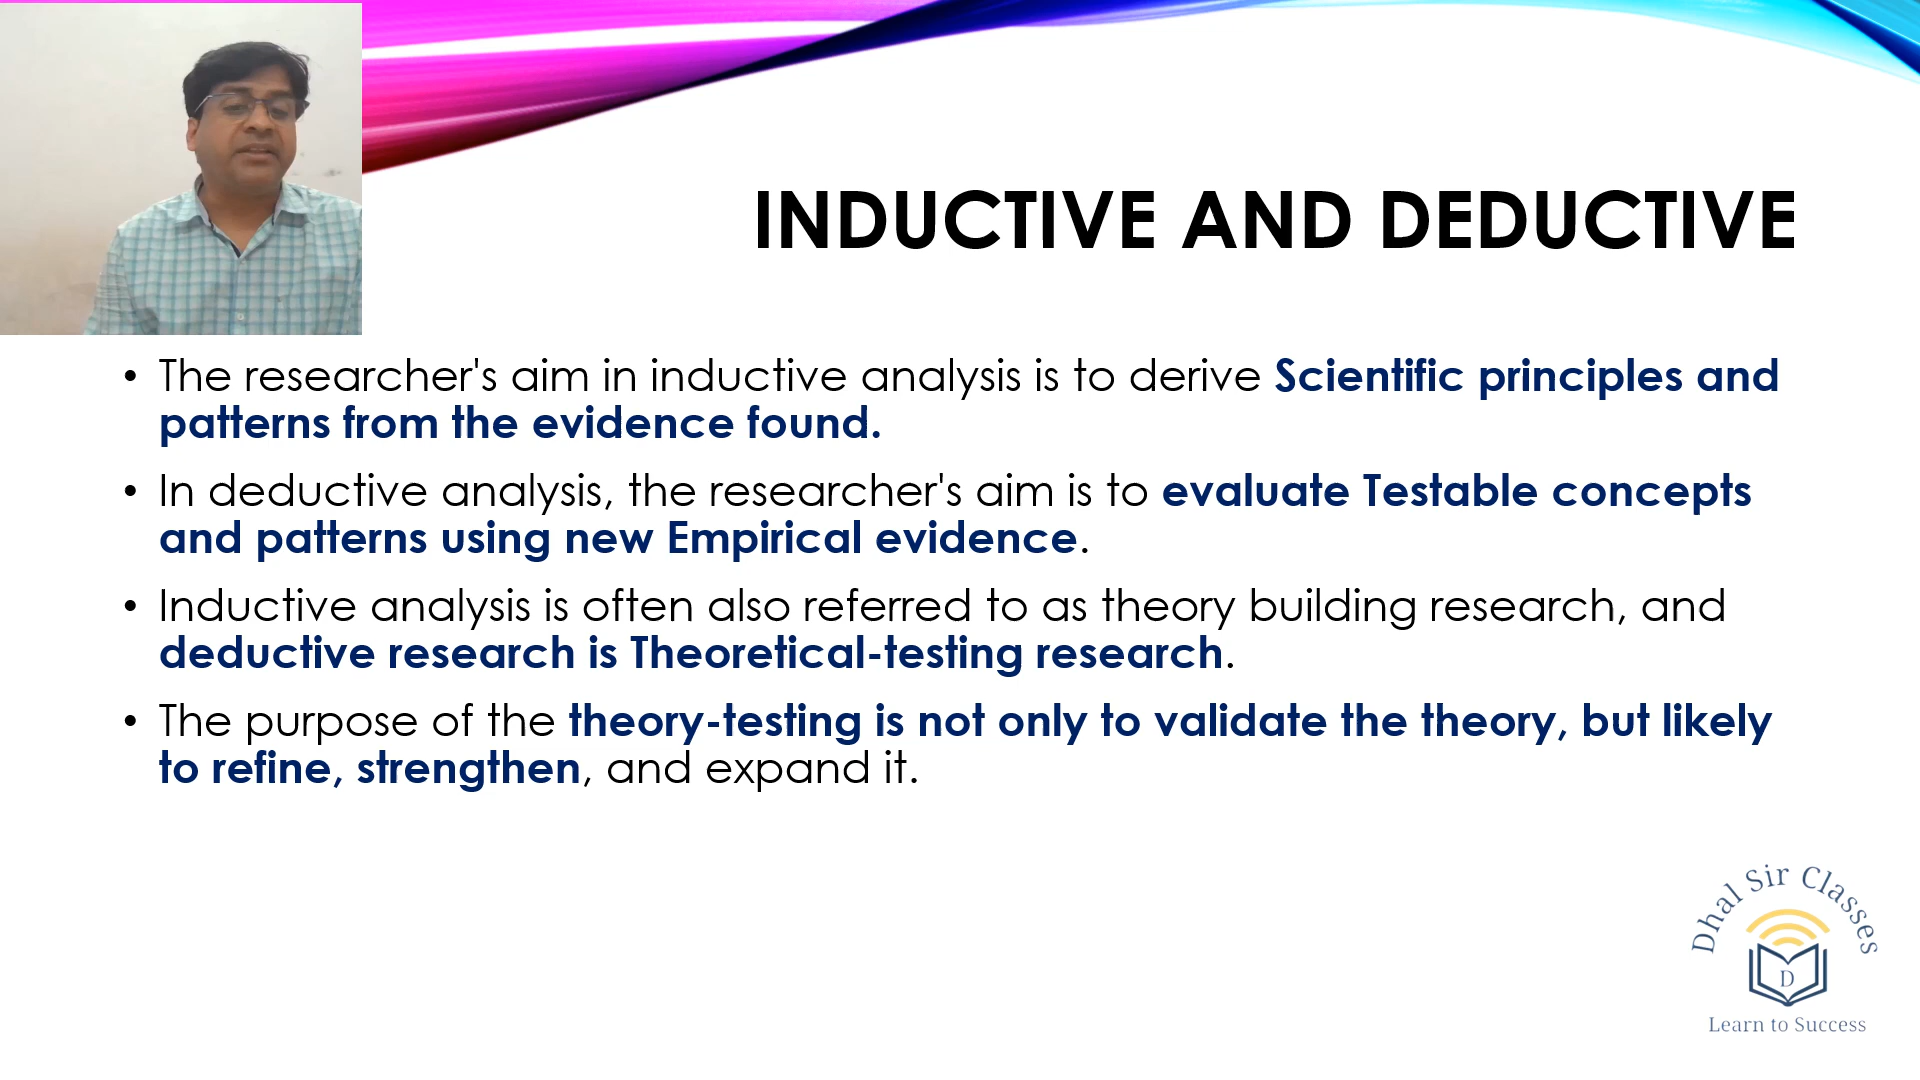 INDUCTIVE AND DEDUCTIVE
• The researcher's aim in inductive analysis is to derive Scientific principles and
patterns from the evidence found.
• In deductive analysis, the researcher's aim is to evaluate Testable concepts
and patterns using new Empirical evidence.
• Inductive analysis is often also referred to as theory building research, and
deductive research is Theoretical-testing research.
• The purpose of the theory-testing is not only to validate the theory, but likely
to refine, strengthen, and expand it.
Dhal Sir Classes
D
Learn to Success